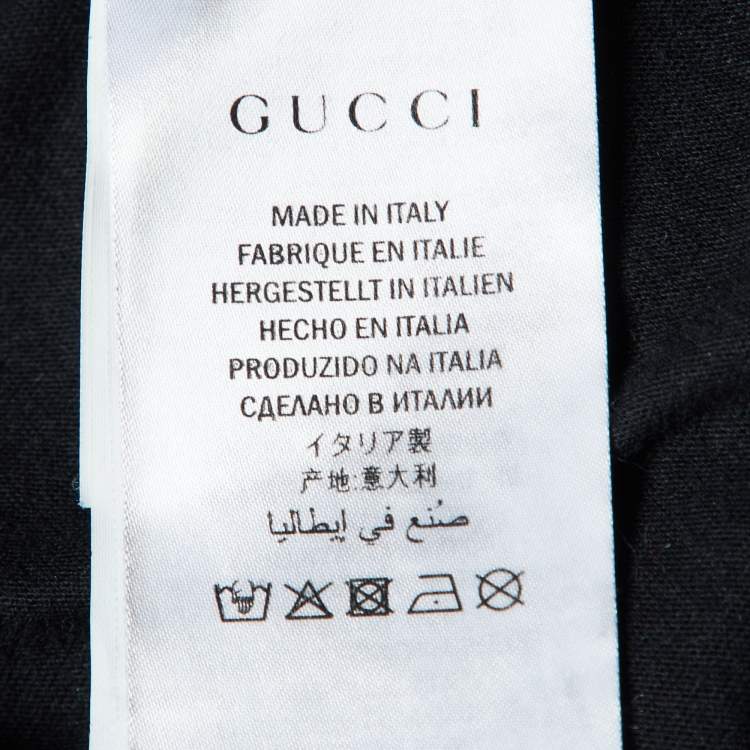 GUCCI
MADE IN ITALY
FABRIQUE EN ITALIE
HERGESTELLT IN ITALIEN
HECHO EN ITALIA
PRODUZIDO NA ITALIA
СДЕЛАНО В ИТАЛИИ
イタリア製
产地:意大利
صُنع في إيطاليا